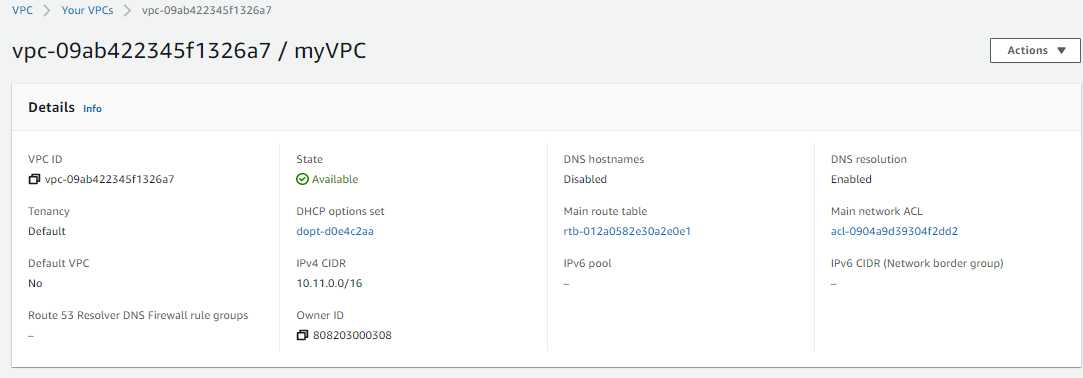 VPC > Your VPCs > vpc-09ab422345f1326a7
vpc-09ab422345f1326a7 / myVPC
Actions ▼
Details Info
VPC ID
vpc-09ab422345f1326a7
State
Available
DNS hostnames
Disabled
DNS resolution
Enabled
Tenancy
Default
DHCP options set
dopt-d0e4c2aa
Main route table
rtb-012a0582e30a2e0e1
Main network ACL
acl-0904a9d39304f2dd2
Default VPC
No
IPv4 CIDR
10.11.0.0/16
IPv6 pool
–
IPv6 CIDR (Network border group)
–
Route 53 Resolver DNS Firewall rule groups
–
Owner ID
808203000308